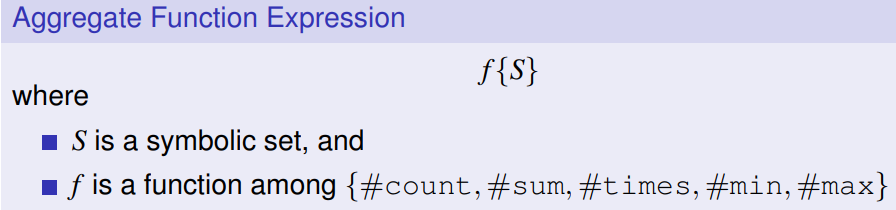 Aggregate Function Expression
f{S}
where
S is a symbolic set, and
f is a function among {#count, #sum, #times, #min, #max}